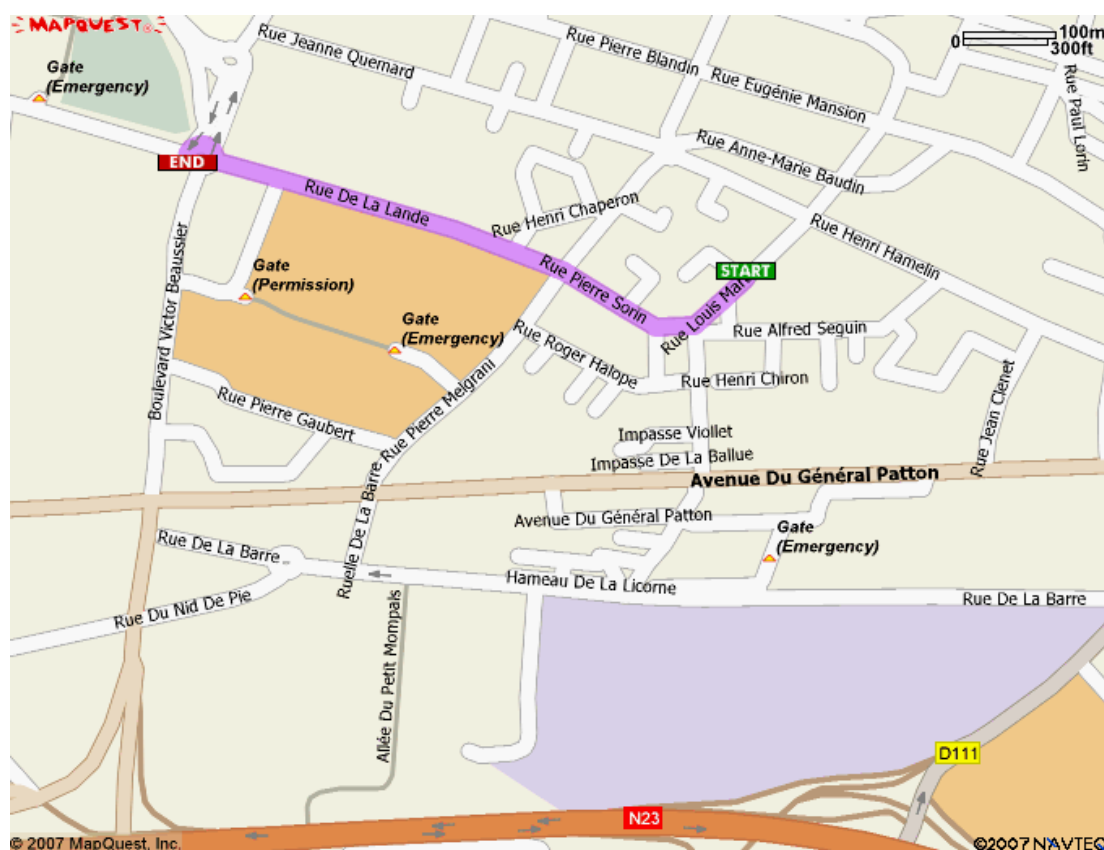 MAPQUEST
100m
0
300ft
Rue Jeanne Quemard
Rue Pierre Blandin
Rue Eugénie Mansion
Rue Paul Lorin
Gate
(Emergency)
Rue Anne-Marie Baudin
END
Rue De La Lande
Rue Henri Chaperon
Rue Henri Hamelin
Boulevard Victor Beaussier
Gate
(Permission)
Rue Pierre Sorin
START
Rue Louis
Gate
(Emergency)
Rue Alfred Seguin
Rue Roger Halope
Rue Henri Chiron
Rue Pierre Melgrani
Rue Jean Clenet
Rue Pierre Gaubert
Impasse Viollet
Impasse De La Ballue
Avenue Du Général Patton
Avenue Du Général Patton
Gate
(Emergency)
Rue De La Barre
Ruelle De La Barre
Hameau De La Licorne
Rue De La Barre
Rue Du Nid De Pie
Allée Du Petit Mompais
D111
N23
© 2007 MapQuest, Inc.
©2007 NAVTEQ